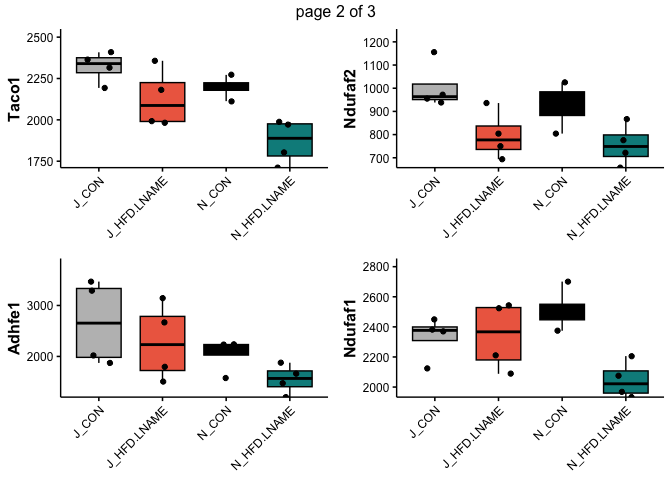 page 2 of 3
Taco1
2500
2250
2000
1750
J_CON
J_HFD.LNAME
N_CON
N_HFD.LNAME
Ndufaf2
1200
1100
1000
900
800
700
J_CON
J_HFD.LNAME
N_CON
N_HFD.LNAME
Adhfe1
3000
2000
J_CON
J_HFD.LNAME
N_CON
N_HFD.LNAME
Ndufaf1
2800
2600
2400
2200
2000
J_CON
J_HFD.LNAME
N_CON
N_HFD.LNAME